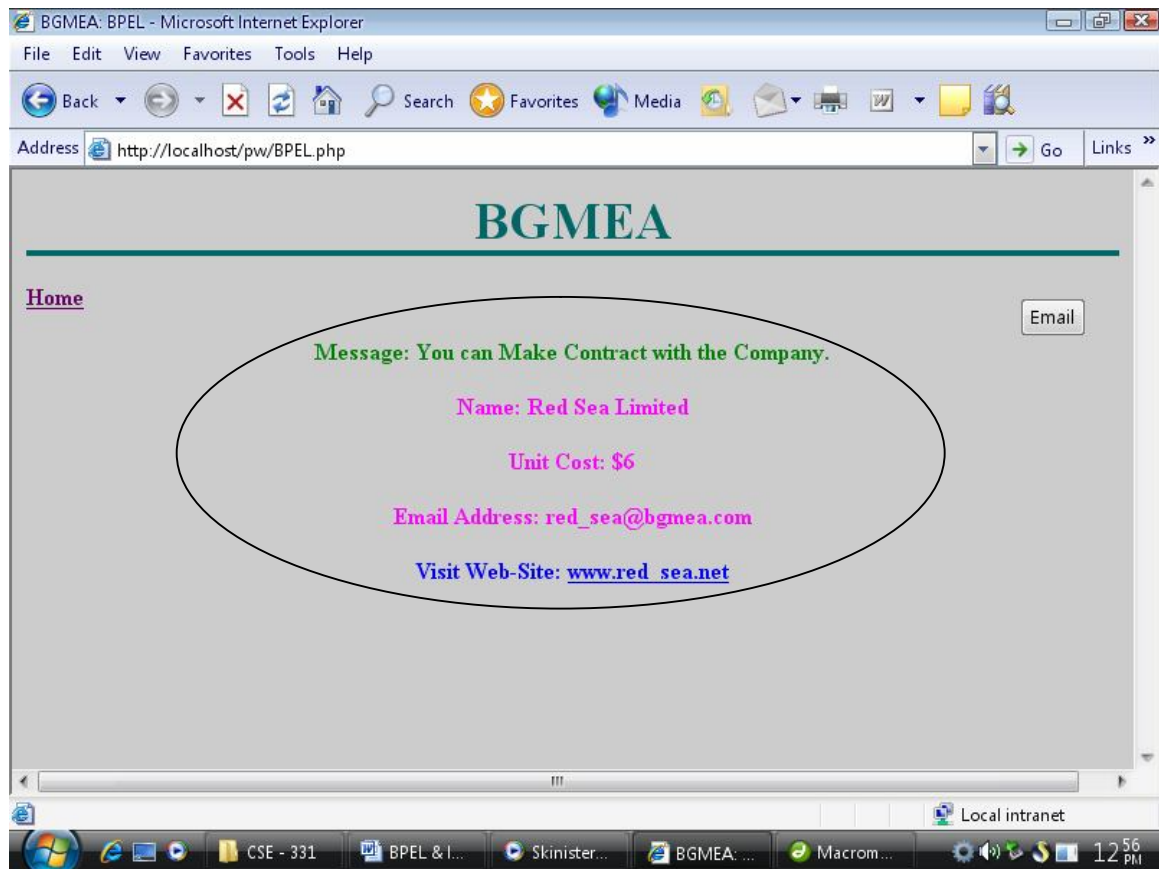 BGMEA: BPEL - Microsoft Internet Explorer
File Edit View Favorites Tools Help
Back Search Favorites Media
Address http://localhost/pw/BPEL.php Go Links »
BGMEA
Home
Email
Message: You can Make Contract with the Company.
Name: Red Sea Limited
Unit Cost: $6
Email Address: red_sea@bgmea.com
Visit Web-Site: www.red_sea.net
Local intranet
CSE - 331 BPEL & I... Skinister... BGMEA: ... Macrom... 12 56 PM